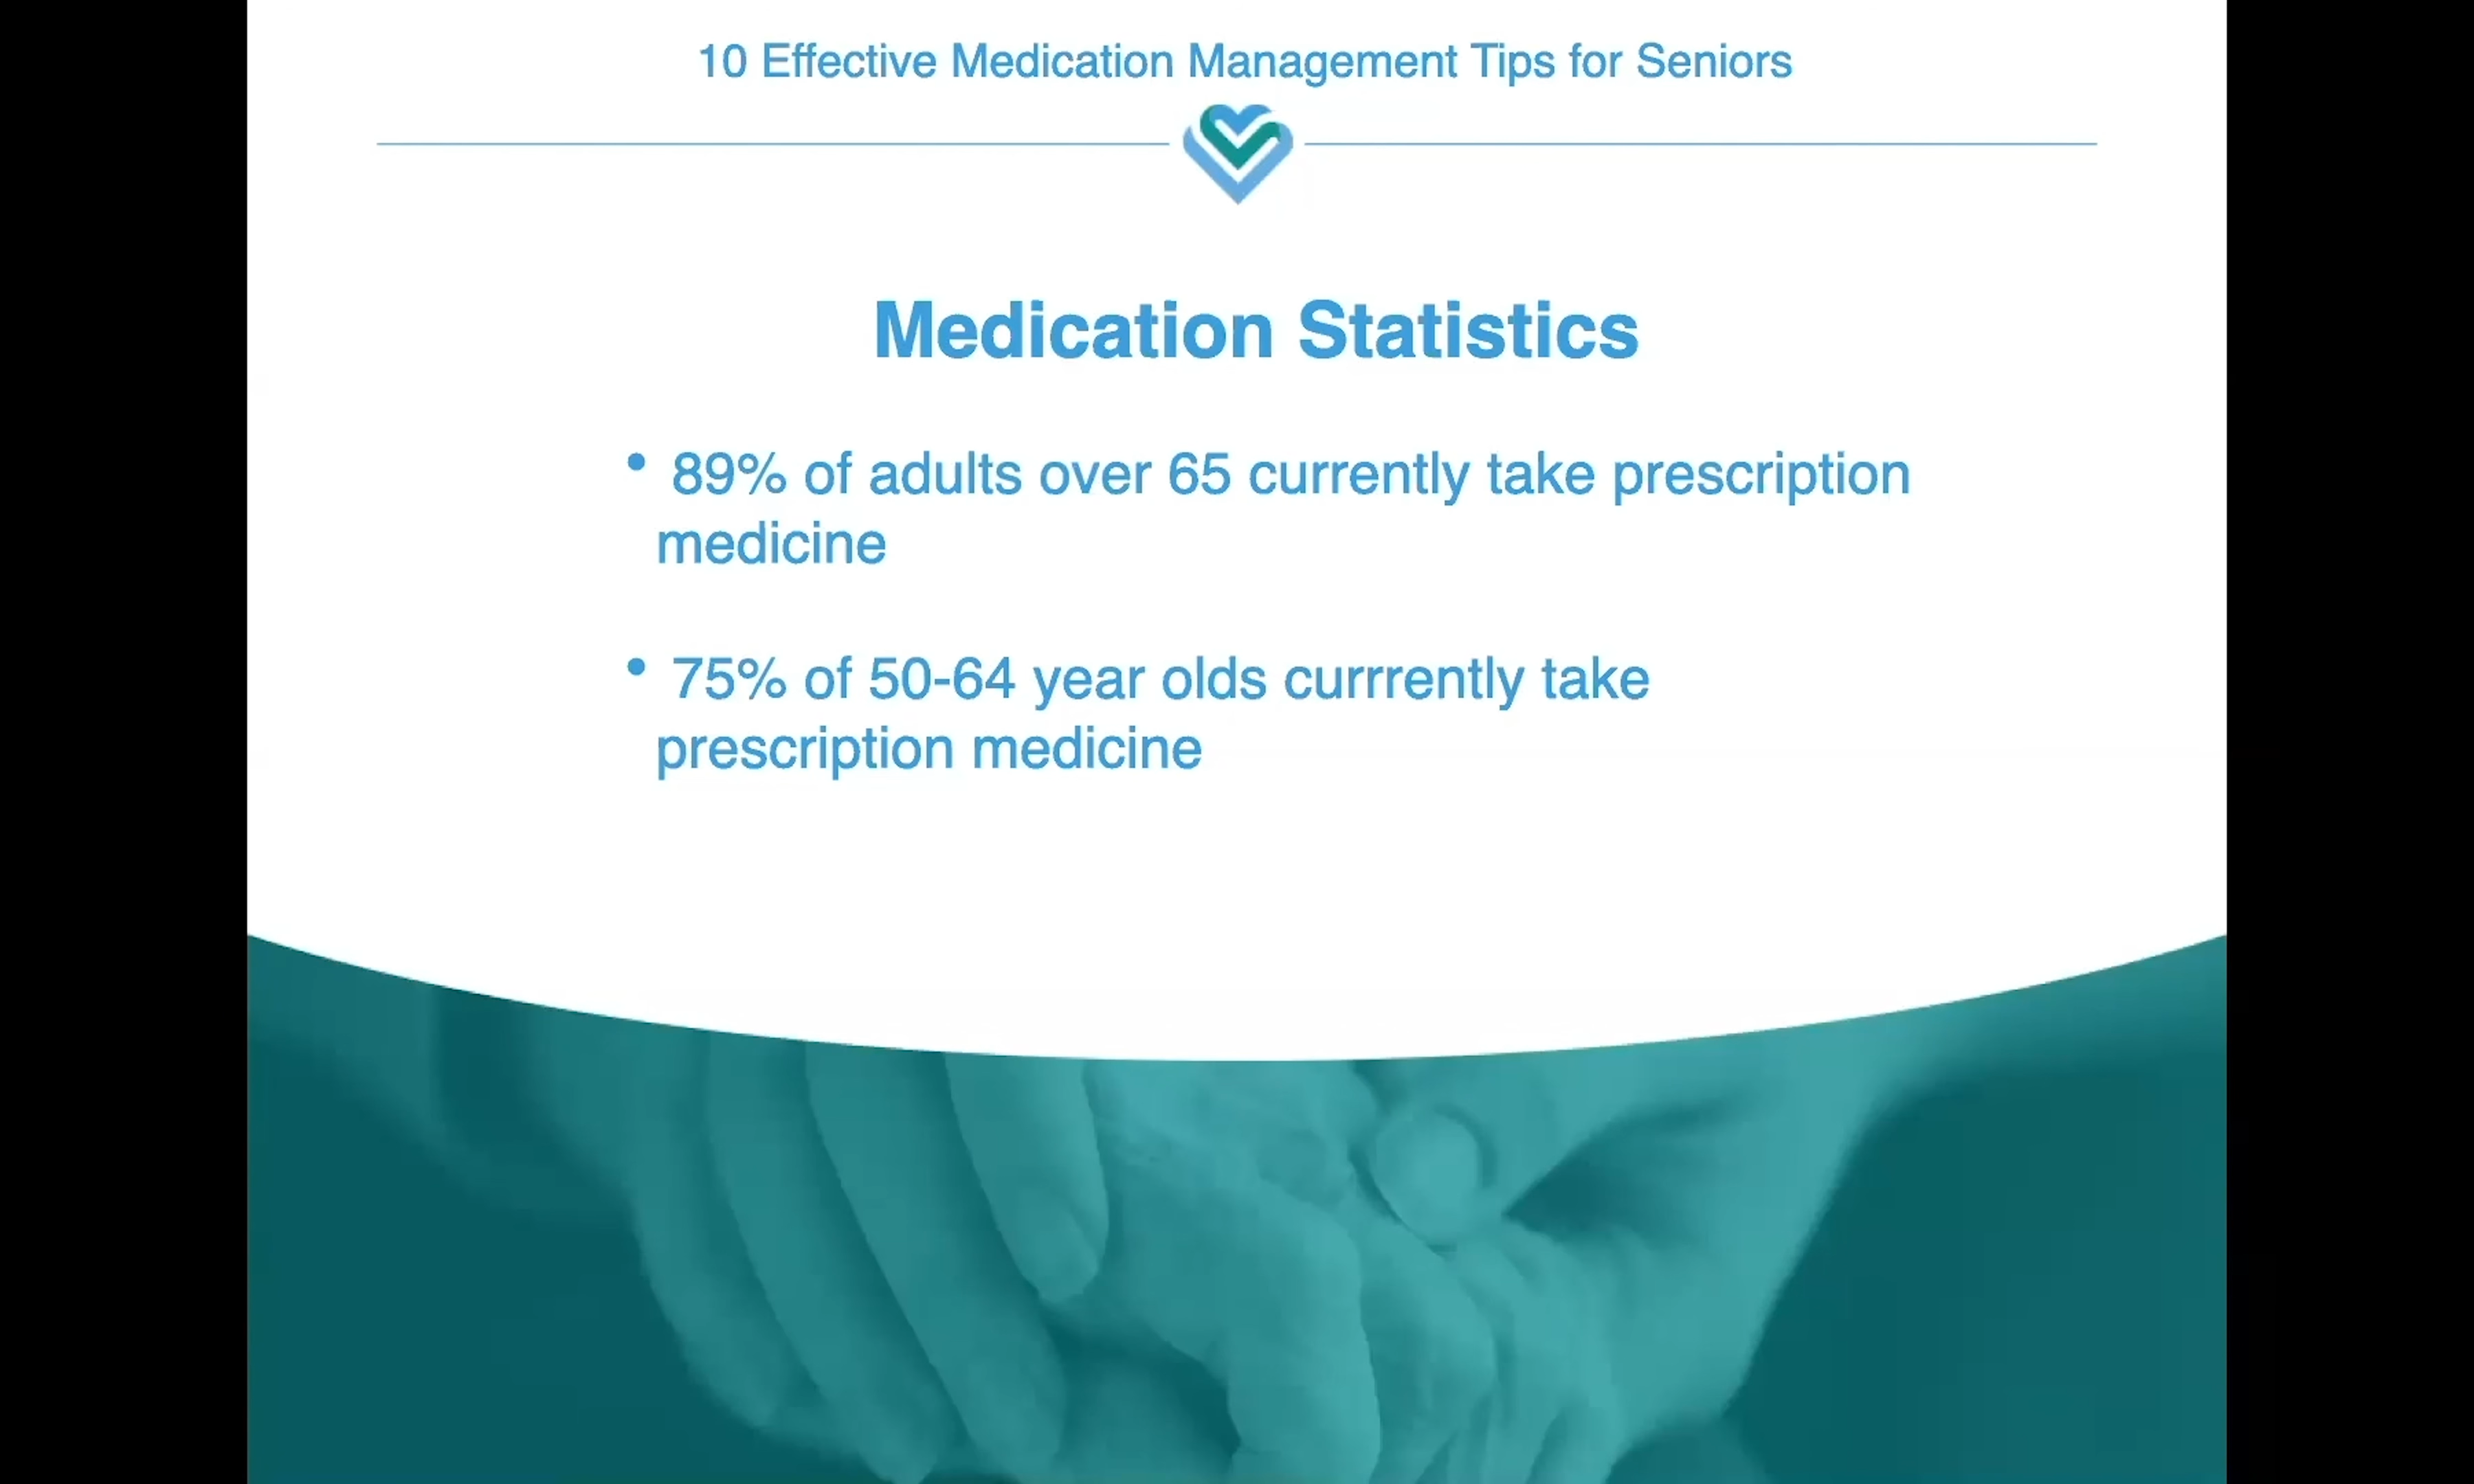 10 Effective Medication Management Tips for Seniors
Medication Statistics
• 89% of adults over 65 currently take prescription
medicine
• 75% of 50-64 year olds currrently take
prescription medicine